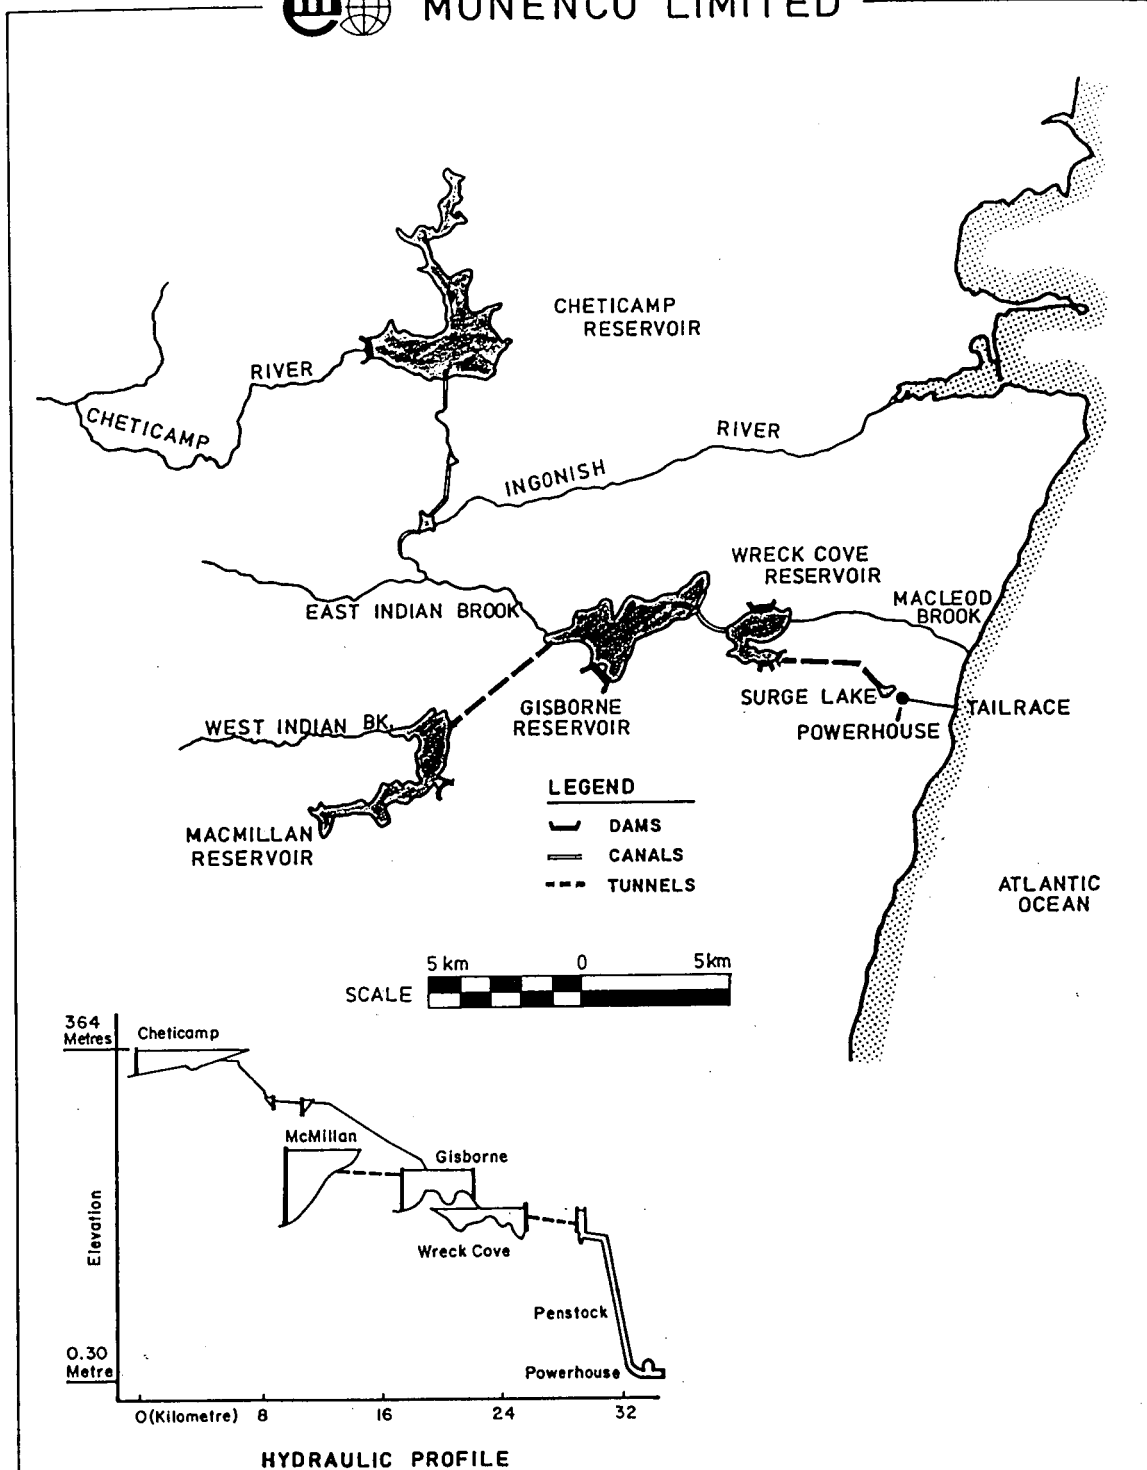 MONENCO LIMITED
CHETICAMP
RESERVOIR
RIVER
CHETICAMP
RIVER
INGONISH
WRECK COVE
RESERVOIR
MACLEOD
BROOK
EAST INDIAN BROOK
SURGE LAKE
TAILRACE
GISBORNE
RESERVOIR
POWERHOUSE
WEST INDIAN BK.
LEGEND
DAMS
CANALS
TUNNELS
MACMILLAN
RESERVOIR
ATLANTIC
OCEAN
5 km 0 5km
SCALE
364
Metres
Cheticamp
McMillan
Gisborne
Elevation
Wreck Cove
Penstock
0.30
Metre
Powerhouse
0(Kilometre) 8 16 24 32
HYDRAULIC PROFILE